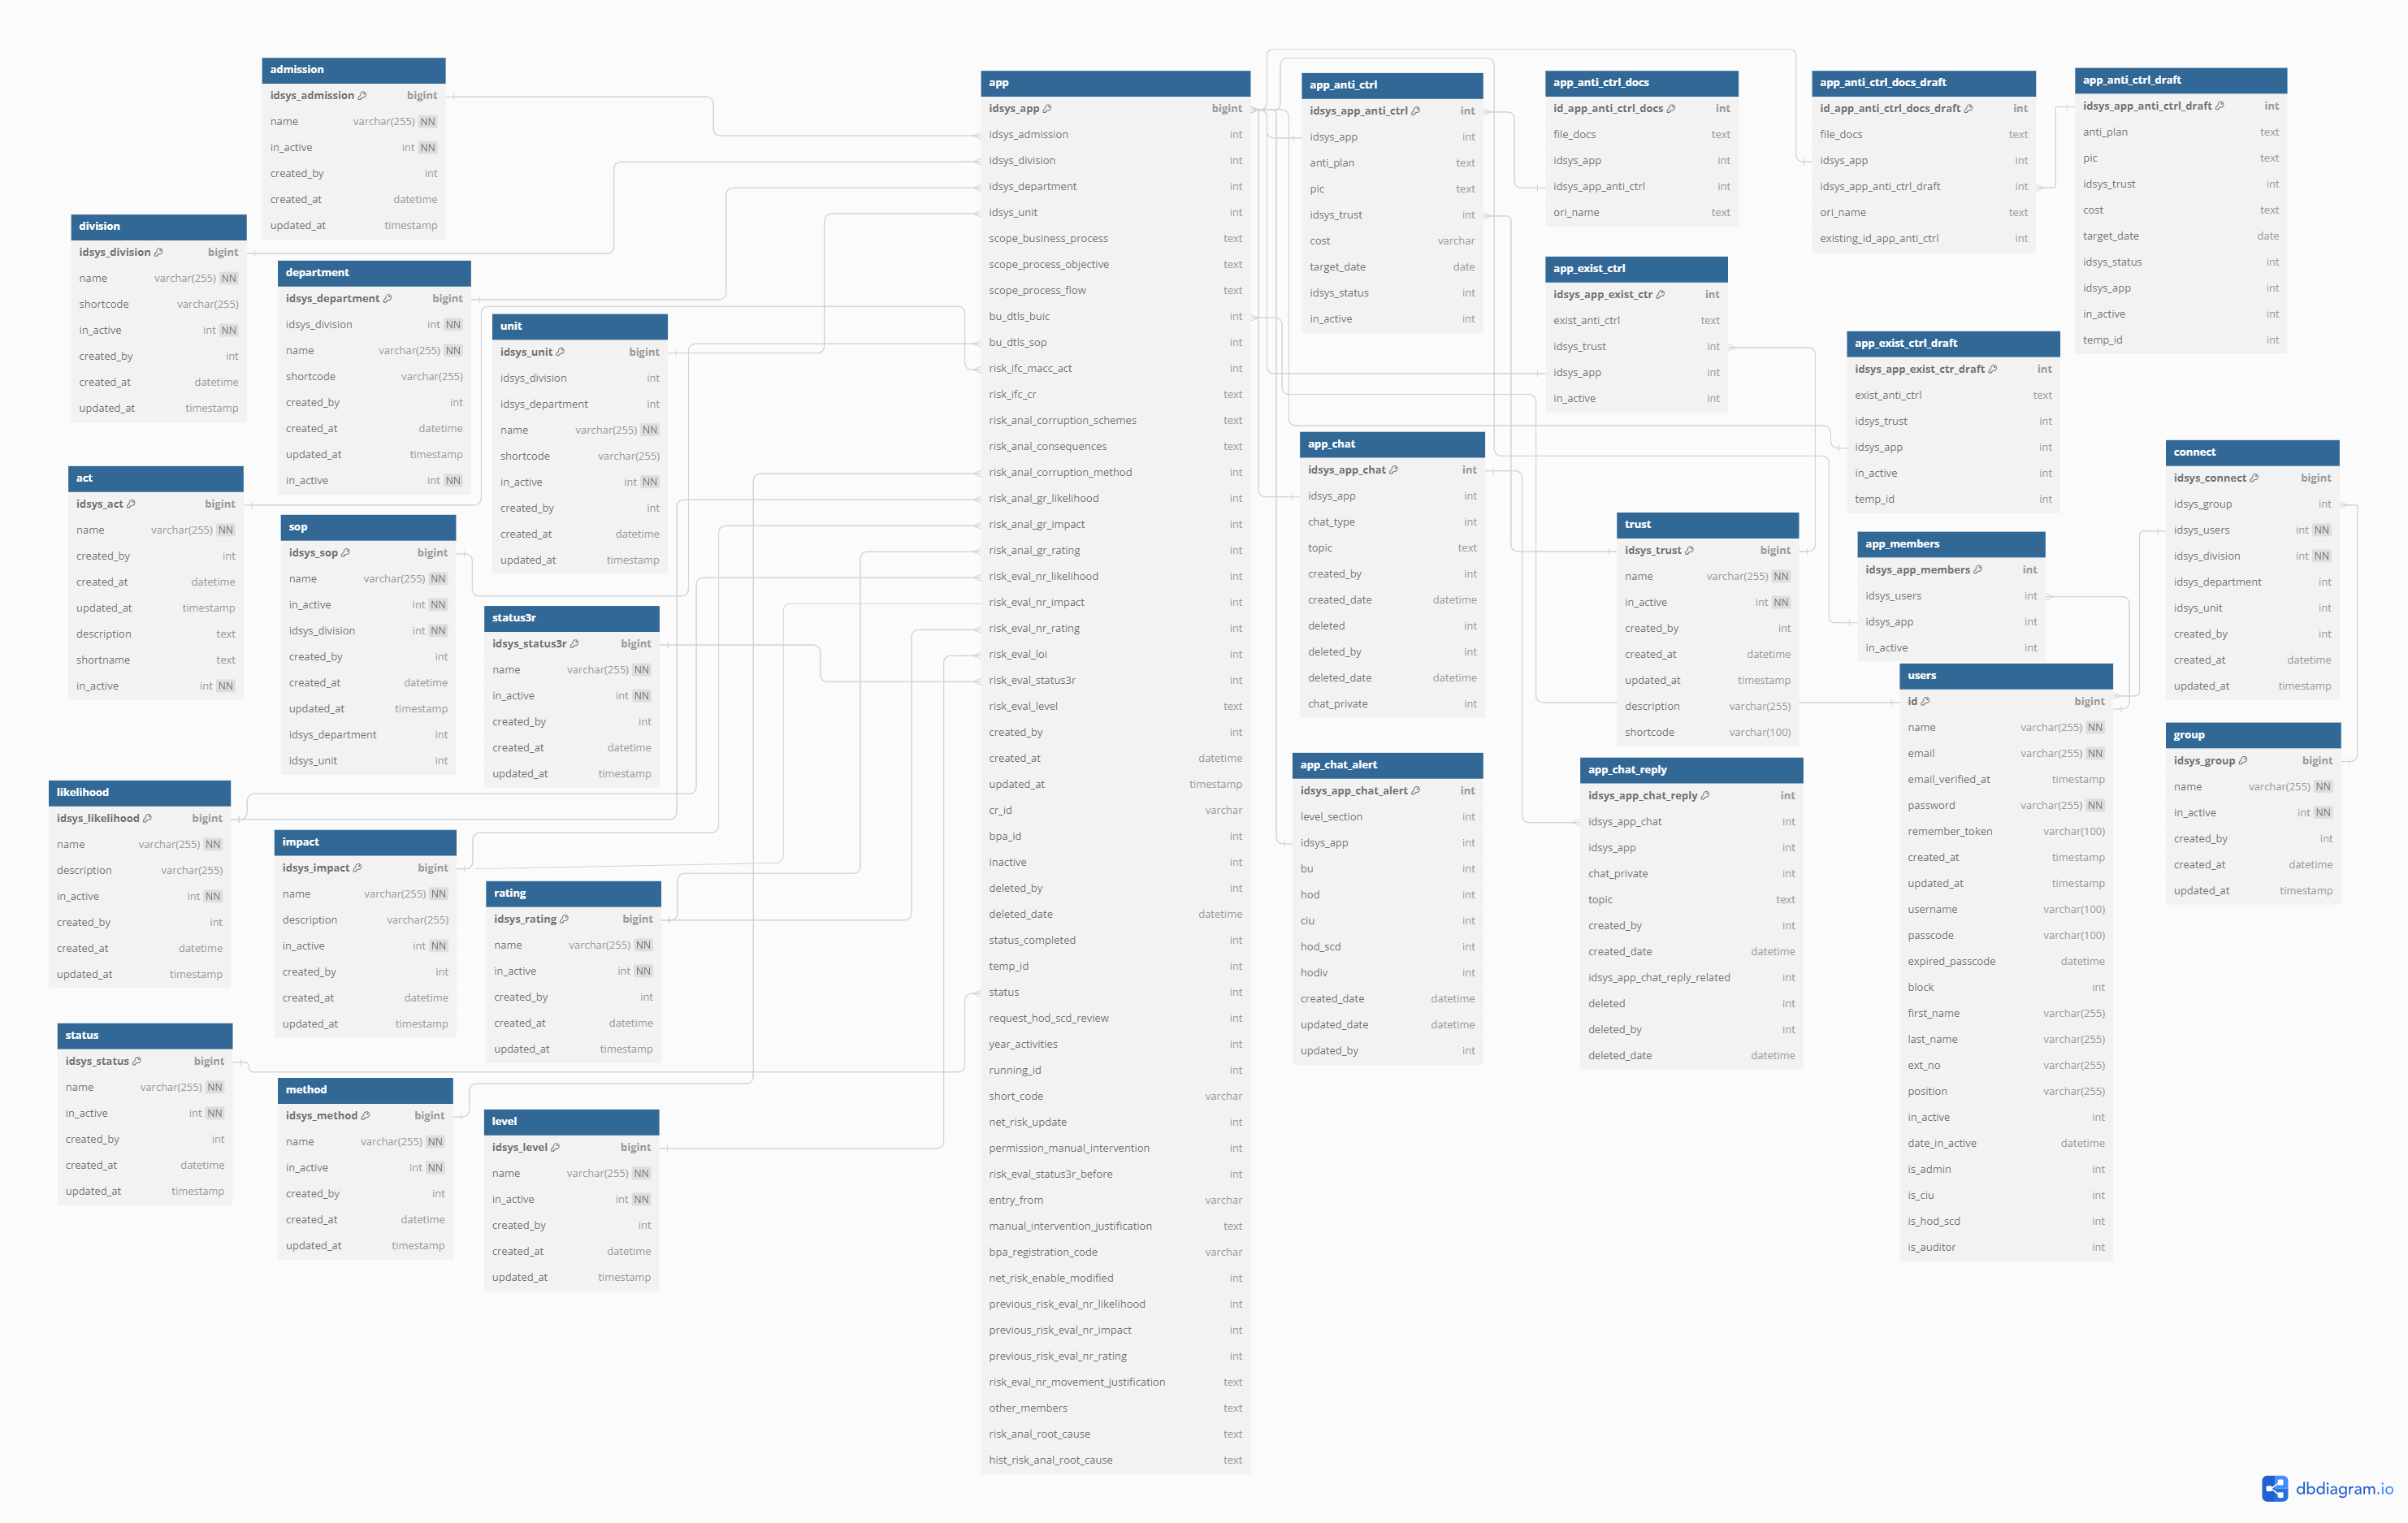 admission
idsys_admission bigint
name varchar(255) NN
in_active int NN
created_by int
created_at datetime
updated_at timestamp
division
idsys_division bigint
name varchar(255) NN
shortcode varchar(255)
in_active int NN
created_by int
created_at datetime
updated_at timestamp
department
idsys_department bigint
idsys_division int NN
name varchar(255) NN
shortcode varchar(255)
created_by int
created_at datetime
updated_at timestamp
in_active int NN
unit
idsys_unit bigint
idsys_division int
idsys_department int
name varchar(255) NN
shortcode varchar(255)
in_active int NN
created_by int
created_at datetime
updated_at timestamp
act
idsys_act bigint
name varchar(255) NN
created_by int
created_at datetime
updated_at timestamp
description text
shortname text
in_active int NN
sop
idsys_sop bigint
name varchar(255) NN
in_active int NN
idsys_division int NN
created_by int
created_at datetime
updated_at timestamp
idsys_department int
idsys_unit int
status3r
idsys_status3r bigint
name varchar(255) NN
in_active int NN
created_by int
created_at datetime
updated_at timestamp
likelihood
idsys_likelihood bigint
name varchar(255) NN
description varchar(255)
in_active int NN
created_by int
created_at datetime
updated_at timestamp
impact
idsys_impact bigint
name varchar(255) NN
description varchar(255)
in_active int NN
created_by int
created_at datetime
updated_at timestamp
rating
idsys_rating bigint
name varchar(255) NN
in_active int NN
created_by int
created_at datetime
updated_at timestamp
status
idsys_status bigint
name varchar(255) NN
in_active int NN
created_by int
created_at datetime
updated_at timestamp
method
idsys_method bigint
name varchar(255) NN
in_active int NN
created_by int
created_at datetime
updated_at timestamp
level
idsys_level bigint
name varchar(255) NN
in_active int NN
created_by int
created_at datetime
updated_at timestamp
app
idsys_app bigint
idsys_admission int
idsys_division int
idsys_department int
idsys_unit int
scope_business_process text
scope_process_objective text
scope_process_flow text
bu_dtls_buic int
bu_dtls_sop int
risk_ifc_macc_act int
risk_ifc_cr text
risk_anal_corruption_schemes text
risk_anal_consequences text
risk_anal_corruption_method int
risk_anal_gr_likelihood int
risk_anal_gr_impact int
risk_anal_gr_rating int
risk_eval_nr_likelihood int
risk_eval_nr_impact int
risk_eval_nr_rating int
risk_eval_loi int
risk_eval_status3r int
risk_eval_level text
created_by int
created_at datetime
updated_at timestamp
cr_id varchar
bpa_id int
inactive int
deleted_by int
deleted_date datetime
status_completed int
temp_id int
status int
request_hod_scd_review int
year_activities int
running_id int
short_code varchar
net_risk_update int
permission_manual_intervention int
risk_eval_status3r_before int
entry_from varchar
manual_intervention_justification text
bpa_registration_code varchar
net_risk_enable_modified int
previous_risk_eval_nr_likelihood int
previous_risk_eval_nr_impact int
previous_risk_eval_nr_rating int
risk_eval_nr_movement_justification text
other_members text
risk_anal_root_cause text
hist_risk_anal_root_cause text
app_anti_ctrl
idsys_app_anti_ctrl int
idsys_app int
anti_plan text
pic text
idsys_trust int
cost varchar
target_date date
idsys_status int
in_active int
app_anti_ctrl_docs
id_app_anti_ctrl_docs int
file_docs text
idsys_app int
idsys_app_anti_ctrl int
ori_name text
app_anti_ctrl_docs_draft
id_app_anti_ctrl_docs_draft int
file_docs text
idsys_app int
idsys_app_anti_ctrl_draft int
ori_name text
existing_id_app_anti_ctrl int
app_anti_ctrl_draft
idsys_app_anti_ctrl_draft int
anti_plan text
pic text
idsys_trust int
cost text
target_date date
idsys_status int
idsys_app int
in_active int
temp_id int
app_exist_ctrl
idsys_app_exist_ctr int
exist_anti_ctrl text
idsys_trust int
idsys_app int
in_active int
app_exist_ctrl_draft
idsys_app_exist_ctr_draft int
exist_anti_ctrl text
idsys_trust int
idsys_app int
in_active int
temp_id int
app_chat
idsys_app_chat int
idsys_app int
chat_type int
topic text
created_by int
created_date datetime
deleted int
deleted_by int
deleted_date datetime
chat_private int
trust
idsys_trust bigint
name varchar(255) NN
in_active int NN
created_by int
created_at datetime
updated_at timestamp
description varchar(255)
shortcode varchar(100)
app_members
idsys_app_members int
idsys_users int
idsys_app int
in_active int
connect
idsys_connect bigint
idsys_group int
idsys_users int NN
idsys_division int NN
idsys_department int
idsys_unit int
created_by int
created_at datetime
updated_at timestamp
users
id bigint
name varchar(255) NN
email varchar(255) NN
email_verified_at timestamp
password varchar(255) NN
remember_token varchar(100)
created_at timestamp
updated_at timestamp
username varchar(100)
passcode varchar(100)
expired_passcode datetime
block int
first_name varchar(255)
last_name varchar(255)
ext_no varchar(255)
position varchar(255)
in_active int
date_in_active datetime
is_admin int
is_ciu int
is_hod_scd int
is_auditor int
group
idsys_group bigint
name varchar(255) NN
in_active int NN
created_by int
created_at datetime
updated_at timestamp
app_chat_alert
idsys_app_chat_alert int
level_section int
idsys_app int
bu int
hod int
ciu int
hod_scd int
hodiv int
created_date datetime
updated_date datetime
updated_by int
app_chat_reply
idsys_app_chat_reply int
idsys_app_chat int
idsys_app int
chat_private int
topic text
created_by int
created_date datetime
idsys_app_chat_reply_related int
deleted int
deleted_by int
deleted_date datetime
dbdiagram.io